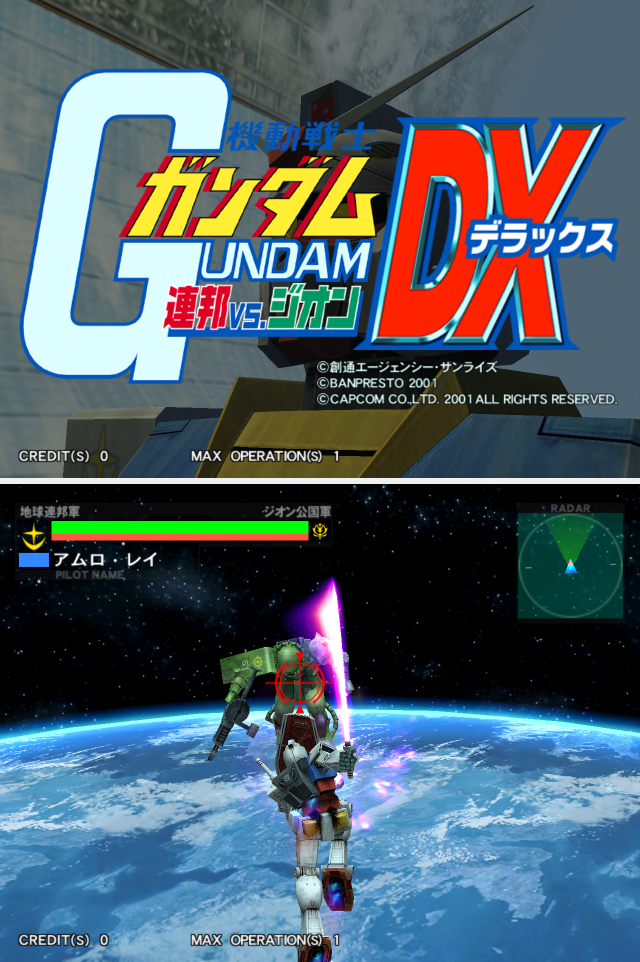 機動戦士
ガンダム DX
デラックス
GUNDAM
連邦VS.ジオン
©創通エージェンシー・サンライズ
©BANPRESTO 2001
©CAPCOM CO.,LTD. 2001 ALL RIGHTS RESERVED.
CREDIT(S) 0 MAX OPERATION(S) 1
地球連邦軍 ジオン公国軍 RADAR
アムロ・レイ
PILOT NAME
CREDIT(S) 0 MAX OPERATION(S) 1